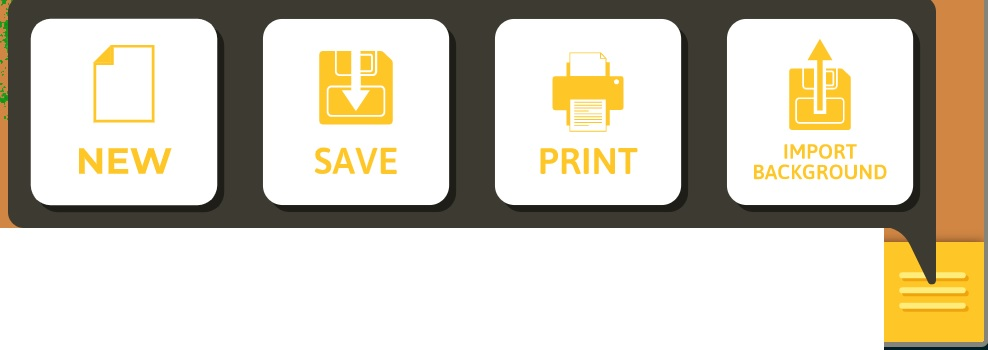 NEW
SAVE
PRINT
IMPORT
BACKGROUND